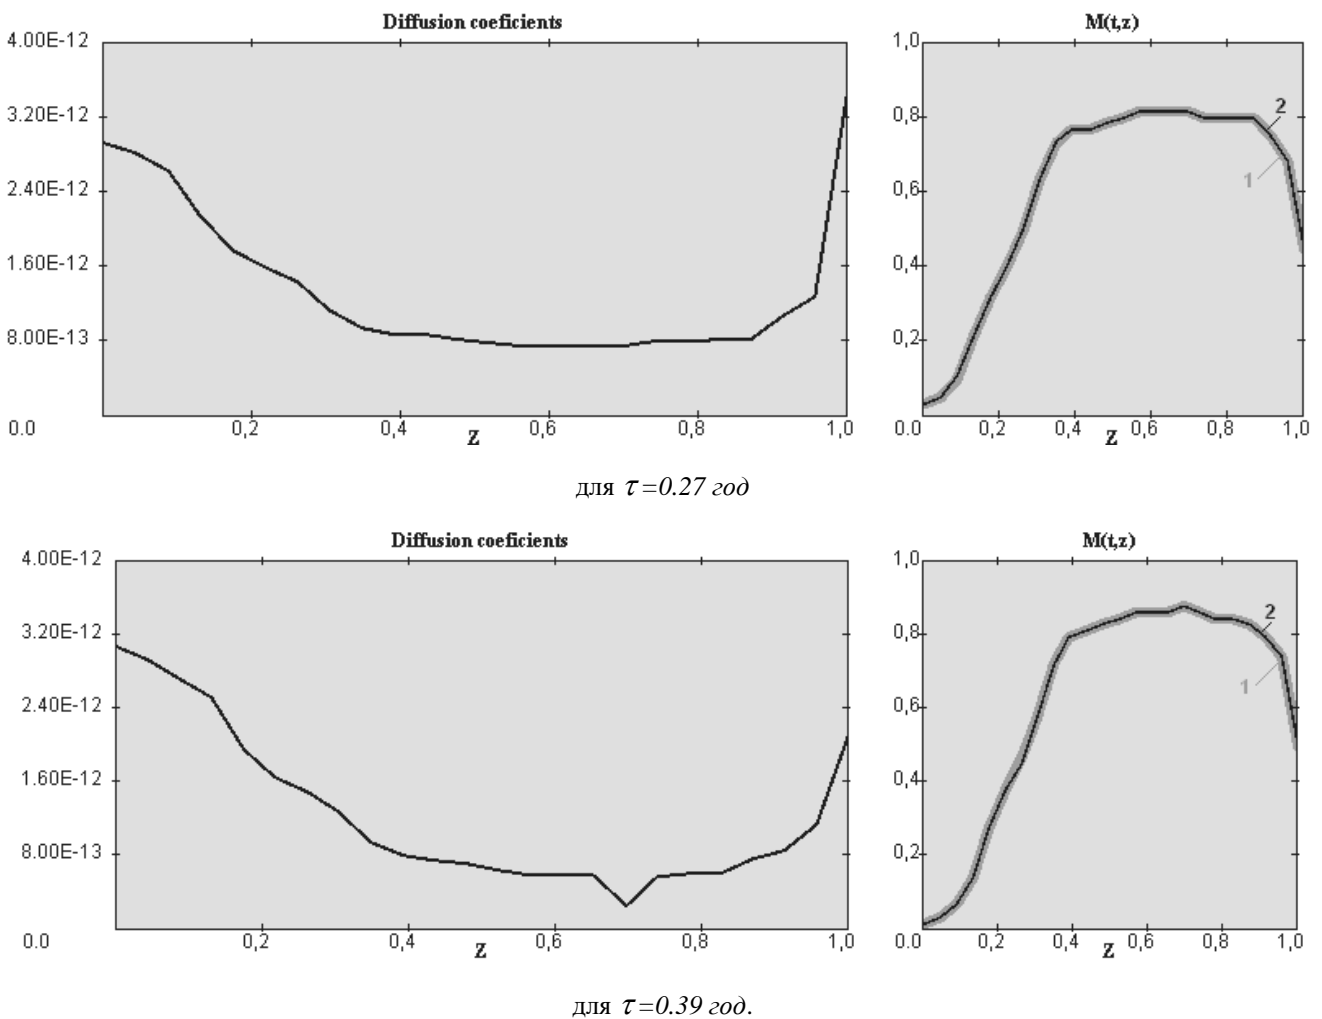 Diffusion coeficients
M(t,z)
4.00E-12
3.20E-12
2.40E-12
1.60E-12
8.00E-13
0.0
0,2
0,4
Z
0,6
0,8
1,0
1,0
0,8
0,6
0,4
0,2
0.0
0,2
0,4
Z
0,6
0,8
1,0
2
1
для τ=0.27 год
Diffusion coeficients
M(t,z)
4.00E-12
3.20E-12
2.40E-12
1.60E-12
8.00E-13
0.0
0,2
0,4
Z
0,6
0,8
1,0
1,0
0,8
0,6
0,4
0,2
0.0
0,2
0,4
Z
0,6
0,8
1,0
2
1
для τ=0.39 год.